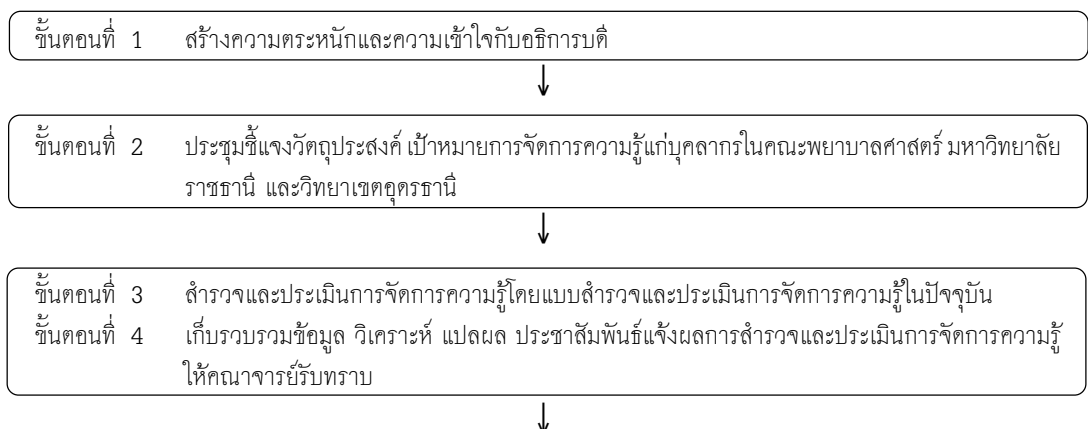 ขั้นตอนที่ 1 สร้างความตระหนักและความเข้าใจกับอธิการบดี
ขั้นตอนที่ 2 ประชุมชี้แจงวัตถุประสงค์ เป้าหมายการจัดการความรู้แก่บุคลากรในคณะพยาบาลศาสตร์ มหาวิทยาลัย
ราชธานี และวิทยาเขตอุดรธานี
ขั้นตอนที่ 3 สำรวจและประเมินการจัดการความรู้โดยแบบสำรวจและประเมินการจัดการความรู้ในปัจจุบัน
ขั้นตอนที่ 4 เก็บรวบรวมข้อมูล วิเคราะห์ แปลผล ประชาสัมพันธ์แจ้งผลการสำรวจและประเมินการจัดการความรู้
ให้คณาจารย์รับทราบ